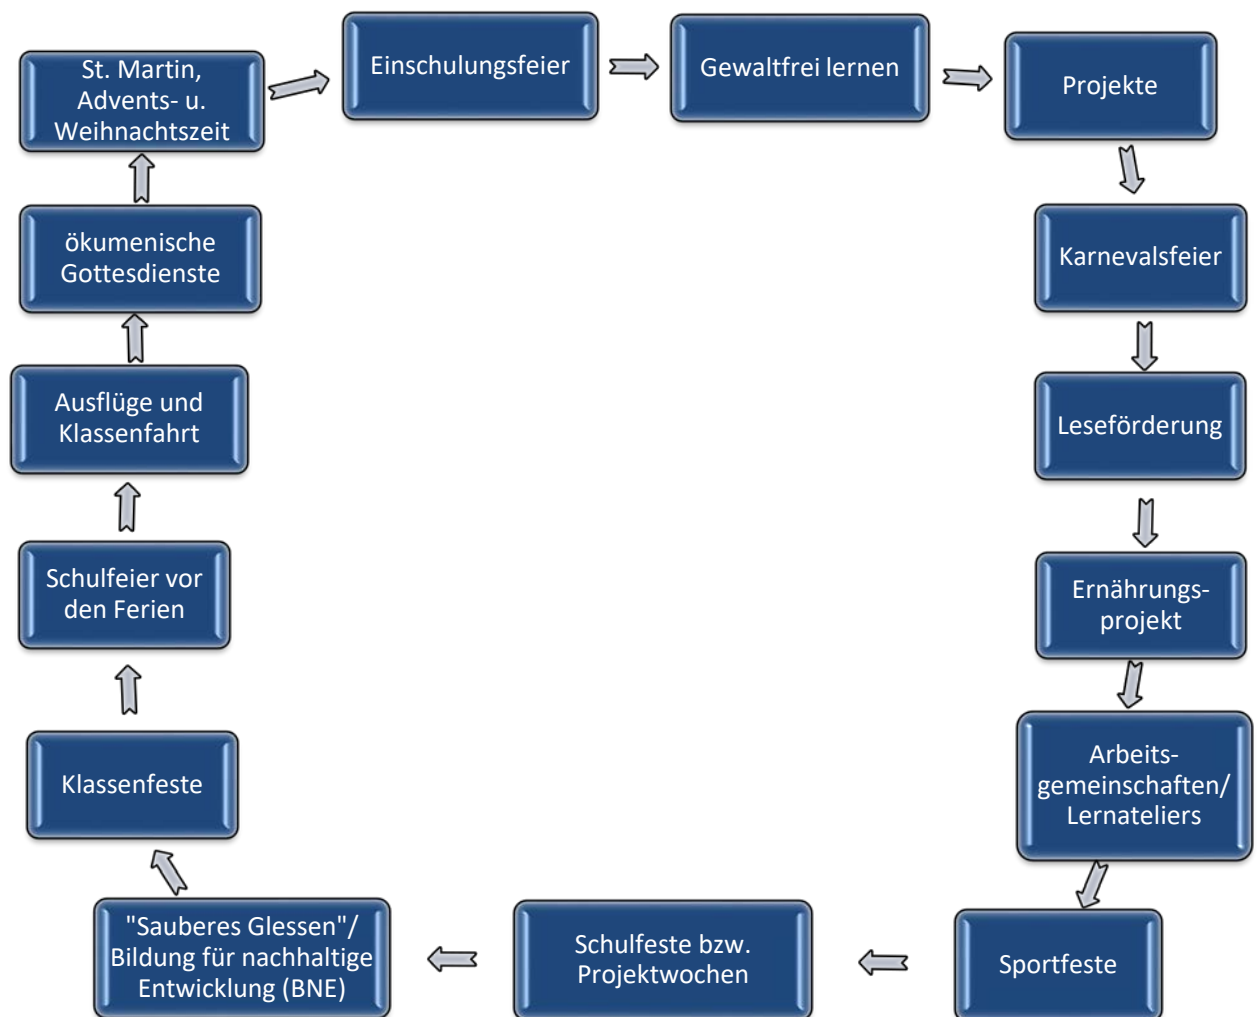 St. Martin,
Advents- u.
Weihnachtszeit
Einschulungsfeier
Gewaltfrei lernen
Projekte
Karnevalsfeier
Leseförderung
Ernährungs-
projekt
Arbeits-
gemeinschaften/
Lernateliers
Sportfeste
Schulfeste bzw.
Projektwochen
"Sauberes Glessen"/
Bildung für nachhaltige
Entwicklung (BNE)
Klassenfeste
Schulfeier vor
den Ferien
Ausflüge und
Klassenfahrt
ökumenische
Gottesdienste